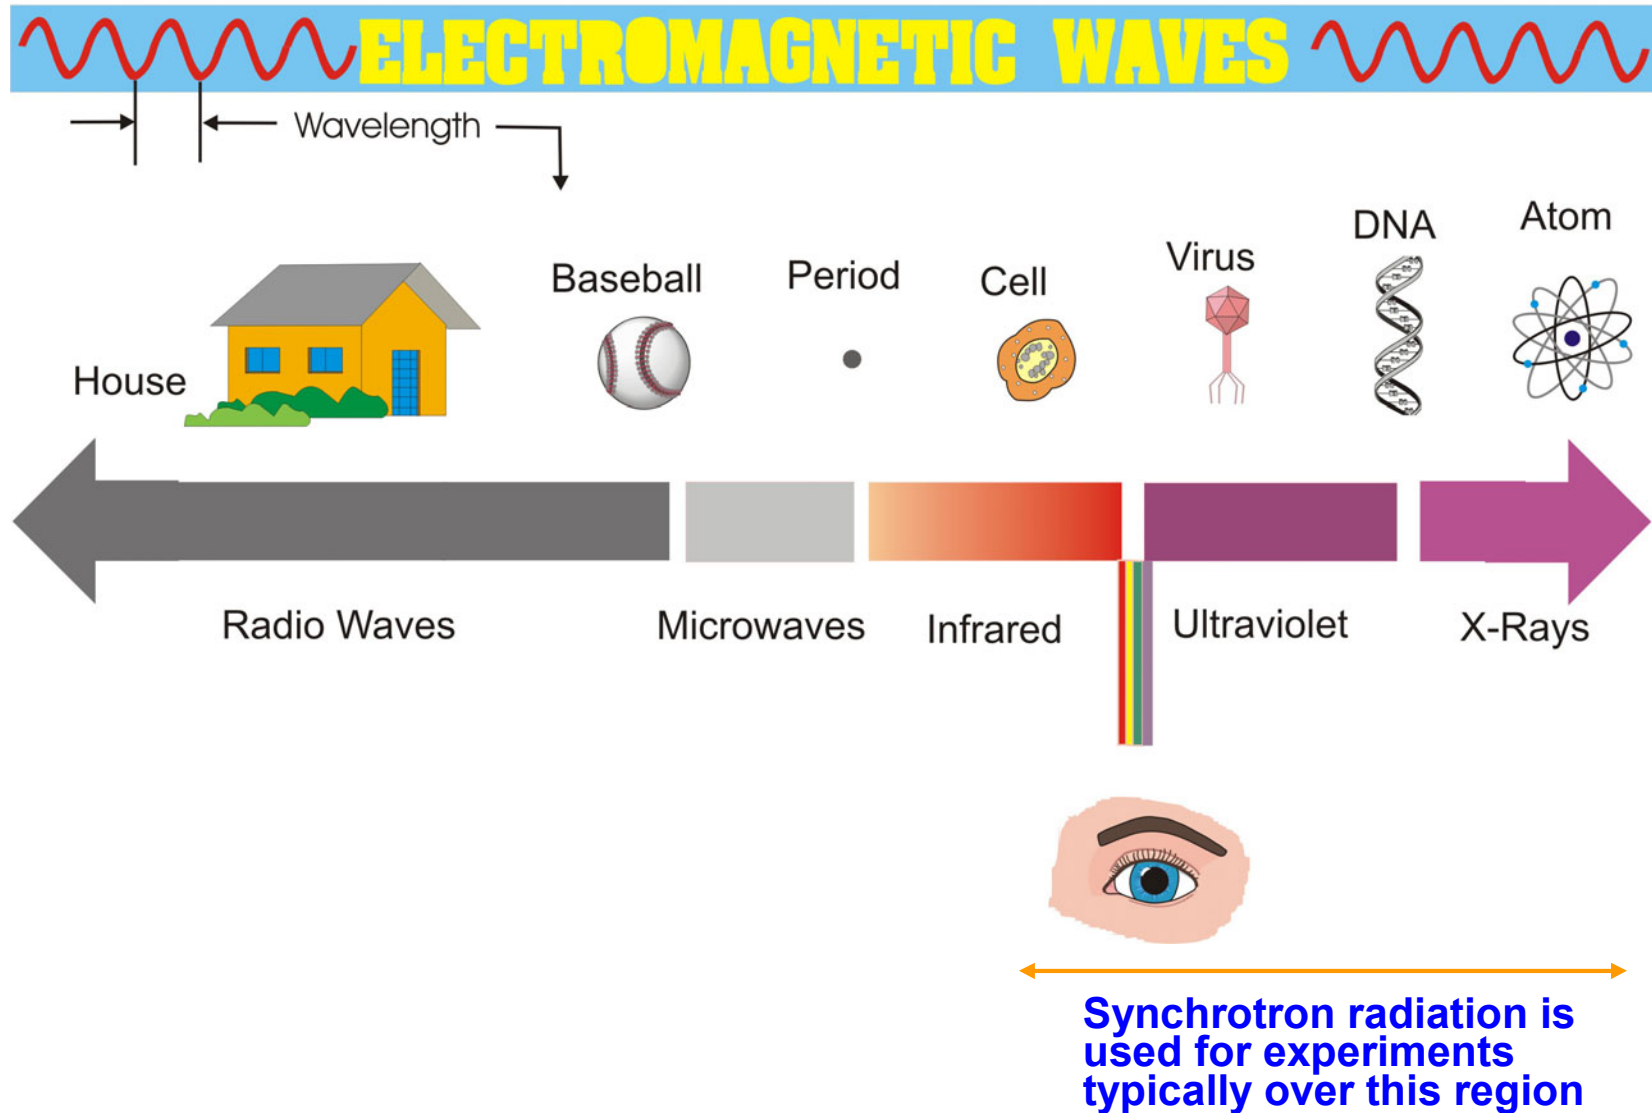 ELECTROMAGNETIC WAVES
Wavelength
House
Baseball
Period
Cell
Virus
DNA
Atom
Radio Waves
Microwaves
Infrared
Ultraviolet
X-Rays
Synchrotron radiation is
used for experiments
typically over this region